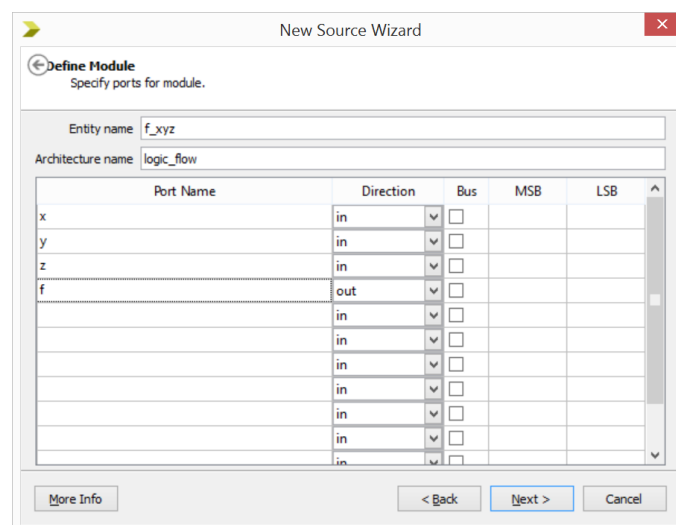 New Source Wizard
Define Module
Specify ports for module.
Entity name f_xyz
Architecture name logic_flow
Port Name Direction Bus MSB LSB
x in
y in
z in
f out
in
in
in
in
in
in
in
More Info < Back Next > Cancel